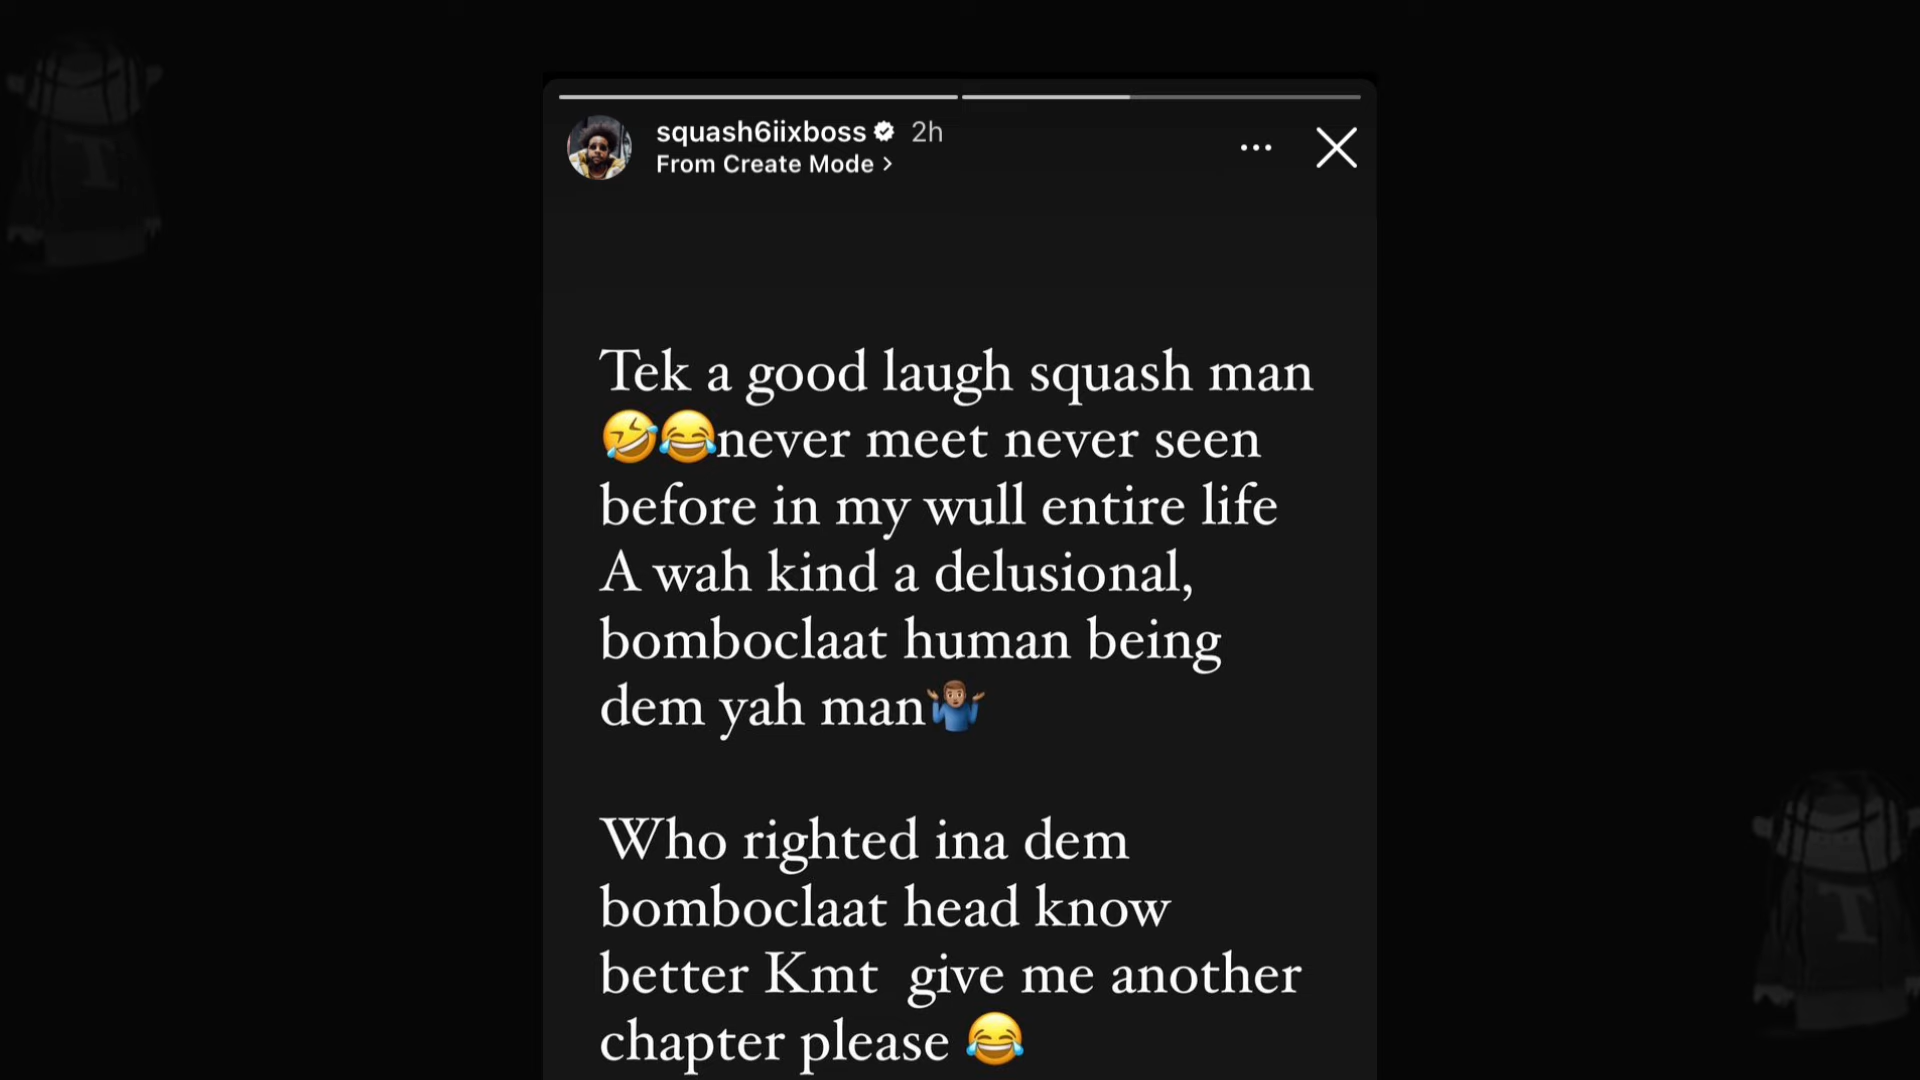 squash6iixboss 2h
From Create Mode >
Tek a good laugh squash man
🤣😂never meet never seen
before in my wull entire life
A wah kind a delusional,
bomboclaat human being
dem yah man🤷🏽‍♂️
Who righted ina dem
bomboclaat head know
better Kmt  give me another
chapter please 😂
T
T